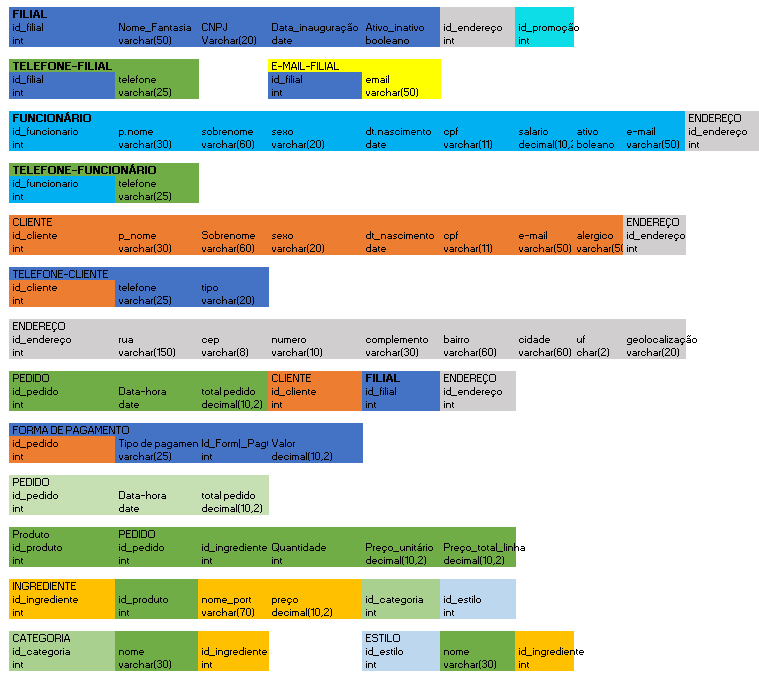 FILIAL
id_filial Nome_Fantasia CNPJ Data_inauguração Ativo_inativo id_endereço id_promoção
int varchar(50) Varchar(20) date booleano int int
TELEFONE-FILIAL E-MAIL-FILIAL
id_filial telefone id_filial email
int varchar(25) int varchar(50)
FUNCIONÁRIO ENDEREÇO
id_funcionario p.nome sobrenome sexo dt.nascimento cpf salario ativo e-mail id_endereço
int varchar(30) varchar(60) varchar(20) date varchar(11) decimal(10,2 boleano varchar(50) int
TELEFONE-FUNCIONÁRIO
id_funcionario telefone
int varchar(25)
CLIENTE ENDEREÇO
id_cliente p_nome Sobrenome sexo dt_nascimento cpf e-mail alergico id_endereço
int varchar(30) varchar(60) varchar(20) date varchar(11) varchar(50) varchar(50 int
TELEFONE-CLIENTE
id_cliente telefone tipo
int varchar(25) varchar(20)
ENDEREÇO
id_endereço rua cep numero complemento bairro cidade uf geolocalização
int varchar(150) varchar(8) varchar(10) varchar(30) varchar(60) varchar(60) char(2) varchar(20)
PEDIDO CLIENTE FILIAL ENDEREÇO
id_pedido Data-hora total pedido id_cliente id_filial id_endereço
int date decimal(10,2) int int int
FORMA DE PAGAMENTO
id_pedido Tipo de pagamen Id_Form_Pagt Valor
int varchar(25) int decimal(10,2)
PEDIDO
id_pedido Data-hora total pedido
int date decimal(10,2)
Produto PEDIDO
id_produto id_pedido id_ingrediente Quantidade Preço_unitário Preço_total_linha
int int int int decimal(10,2) decimal(10,2)
INGREDIENTE
id_ingrediente id_produto nome_port preço id_categoria id_estilo
int int varchar(70) decimal(10,2) int int
CATEGORIA ESTILO
id_categoria nome id_ingrediente id_estilo nome id_ingrediente
int varchar(30) int int varchar(30) int